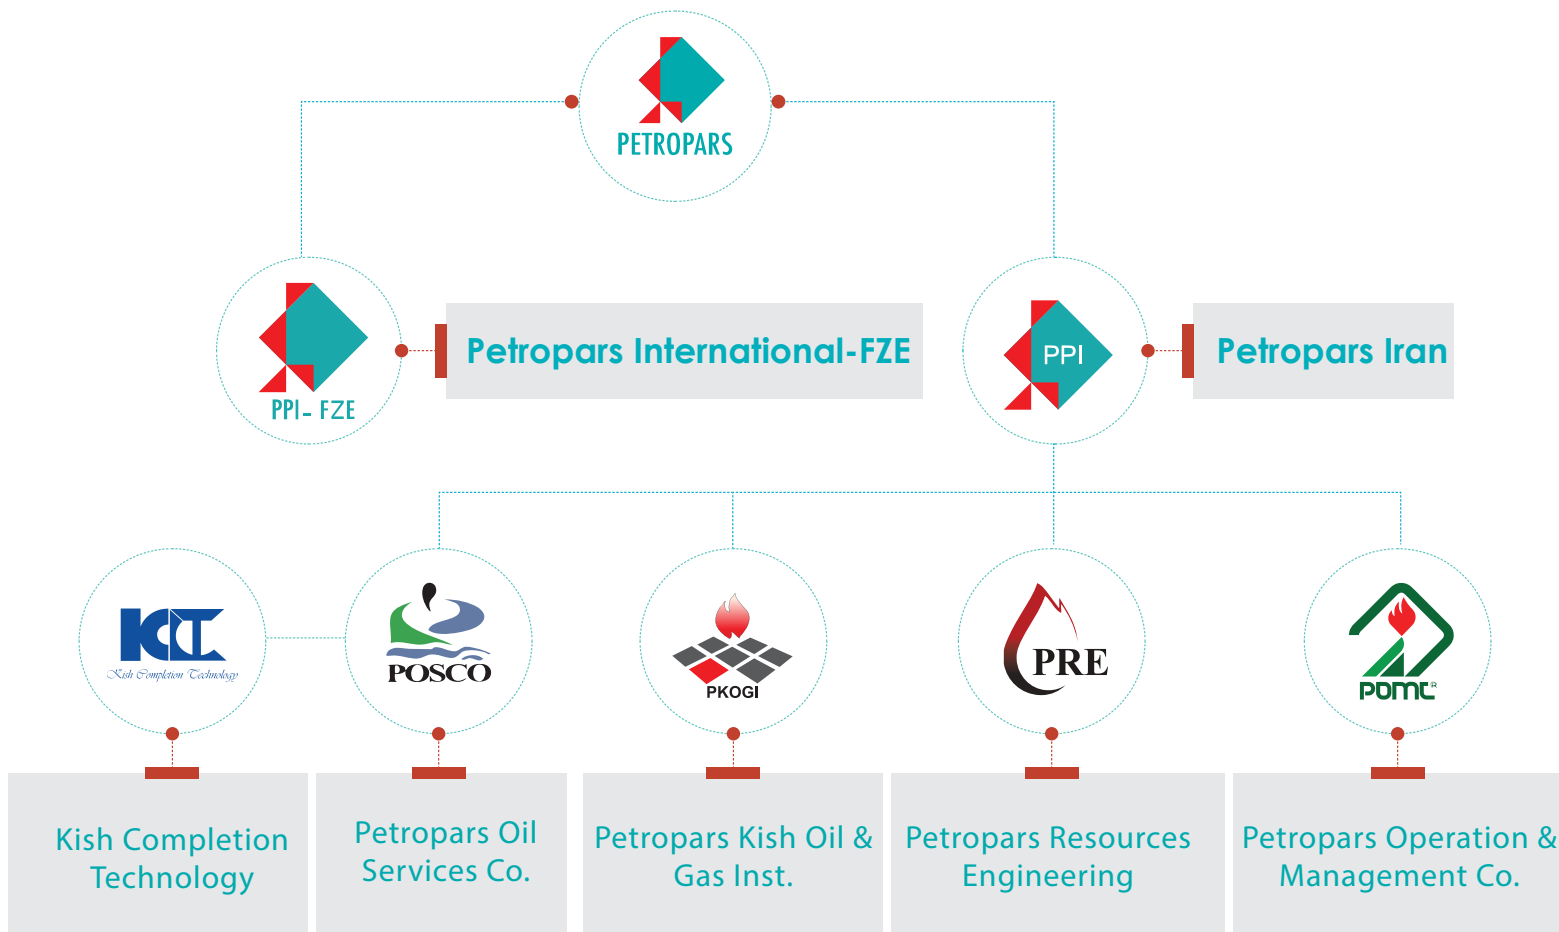 PETROPARS
PPI- FZE
Petropars International-FZE
PPI
Petropars Iran
KCT
Kish Completion Technology
POSCO
PKOGI
PRE
POMC®
Kish Completion
Technology
Petropars Oil
Services Co.
Petropars Kish Oil &
Gas Inst.
Petropars Resources
Engineering
Petropars Operation &
Management Co.